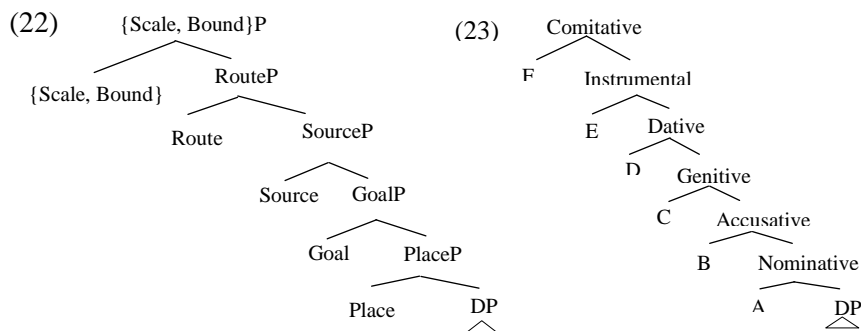 (22) {Scale, Bound}P
{Scale, Bound} RouteP
Route SourceP
Source GoalP
Goal PlaceP
Place DP
(23) Comitative
F Instrumental
E Dative
D Genitive
C Accusative
B Nominative
A DP